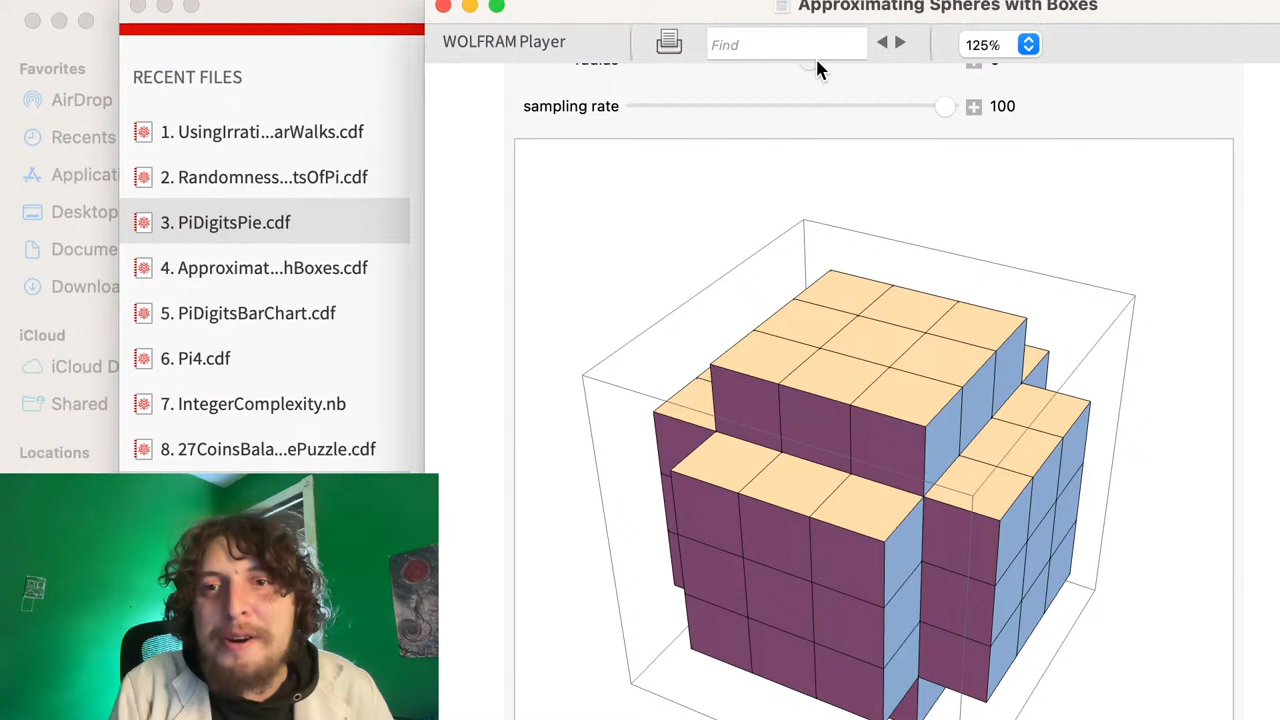 Approximating Spheres with Boxes
WOLFRAM Player
Find
125%
Favorites
AirDrop
Recents
Applicat
Desktop
Docume
Downloa
iCloud
iCloud D
Shared
Locations
RECENT FILES
1. UsingIrrati...arWalks.cdf
2. Randomness...tsOfPi.cdf
3. PiDigitsPie.cdf
4. Approximat...hBoxes.cdf
5. PiDigitsBarChart.cdf
6. Pi4.cdf
7. IntegerComplexity.nb
8. 27CoinsBala...ePuzzle.cdf
radius
sampling rate
100